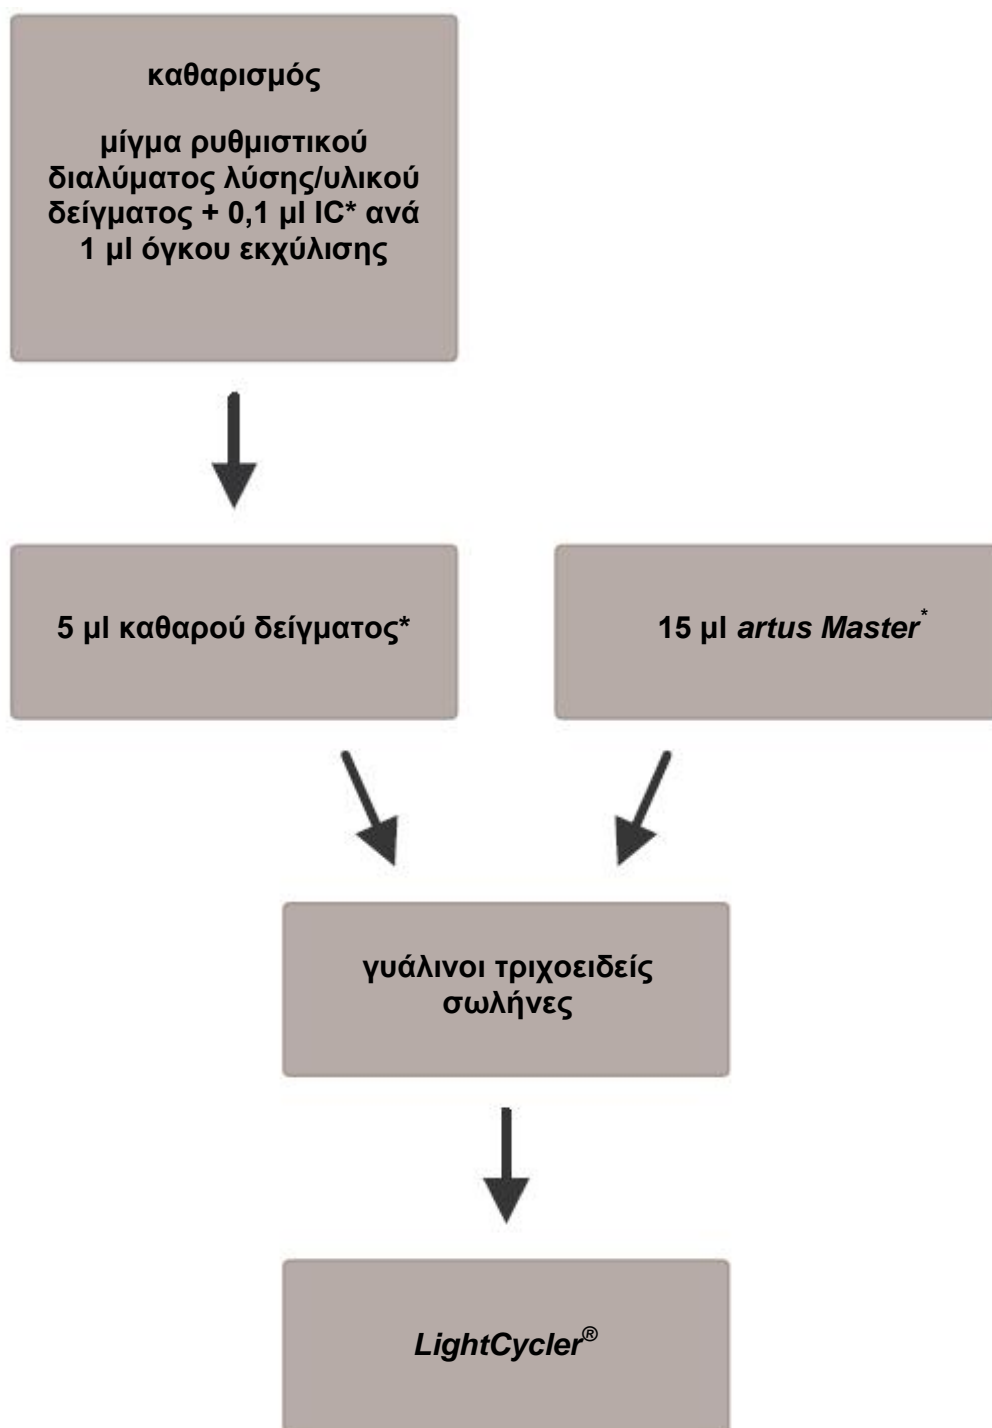 καθαρισμός
μίγμα ρυθμιστικού
διαλύματος λύσης/υλικού
δείγματος + 0,1 µl IC* ανά
1 µl όγκου εκχύλισης
5 µl καθαρού δείγματος*
15 µl artus Master*
γυάλινοι τριχοειδείς
σωλήνες
LightCycler®